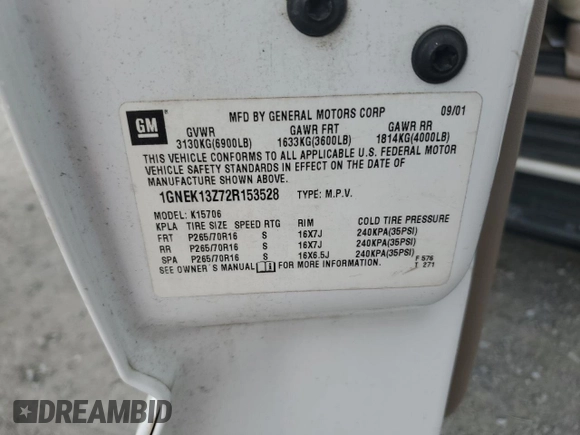 GM
MFD BY GENERAL MOTORS CORP 09/01
GVWR GAWR FRT GAWR RR
3130KG(6900LB) 1633KG(3600LB) 1814KG(4000LB)
THIS VEHICLE CONFORMS TO ALL APPLICABLE U.S. FEDERAL MOTOR
VEHICLE SAFETY STANDARDS IN EFFECT ON THE DATE OF
MANUFACTURE SHOWN ABOVE.
1GNEK13Z72R153528 TYPE: M.P.V.
MODEL: K15706
KPLA TIRE SIZE SPEED RTG RIM COLD TIRE PRESSURE
FRT P265/70R16 S 16X7J 240KPA(35PSI)
RR P265/70R16 S 16X7J 240KPA(35PSI)
SPA P265/70R16 S 16X6.5J 240KPA(35PSI)
SEE OWNER'S MANUAL FOR MORE INFORMATION. F 576
T 271
DREAMBID